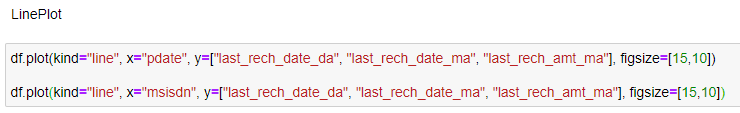 LinePlot
df.plot(kind="line", x="pdate", y=["last_rech_date_da", "last_rech_date_ma", "last_rech_amt_ma"], figsize=[15,10])
df.plot(kind="line", x="msisdn", y=["last_rech_date_da", "last_rech_date_ma", "last_rech_amt_ma"], figsize=[15,10])